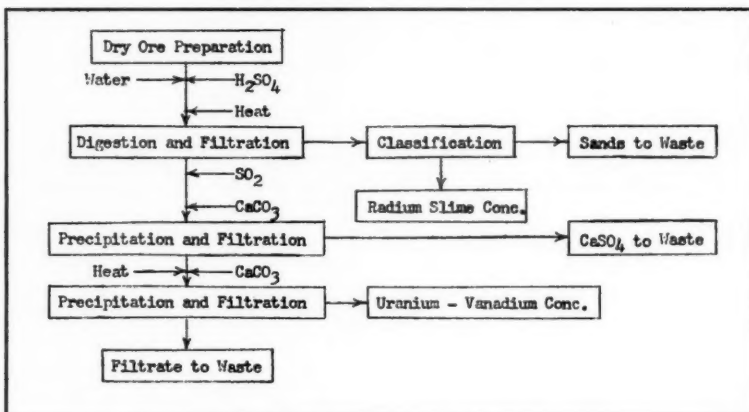 Dry Ore Preparation
Water H₂SO₄
Heat
Digestion and Filtration Classification Sands to Waste
SO₂
Radium Slime Conc.
CaCO₃
Precipitation and Filtration CaSO₄ to Waste
Heat CaCO₃
Precipitation and Filtration Uranium - Vanadium Conc.
Filtrate to Waste